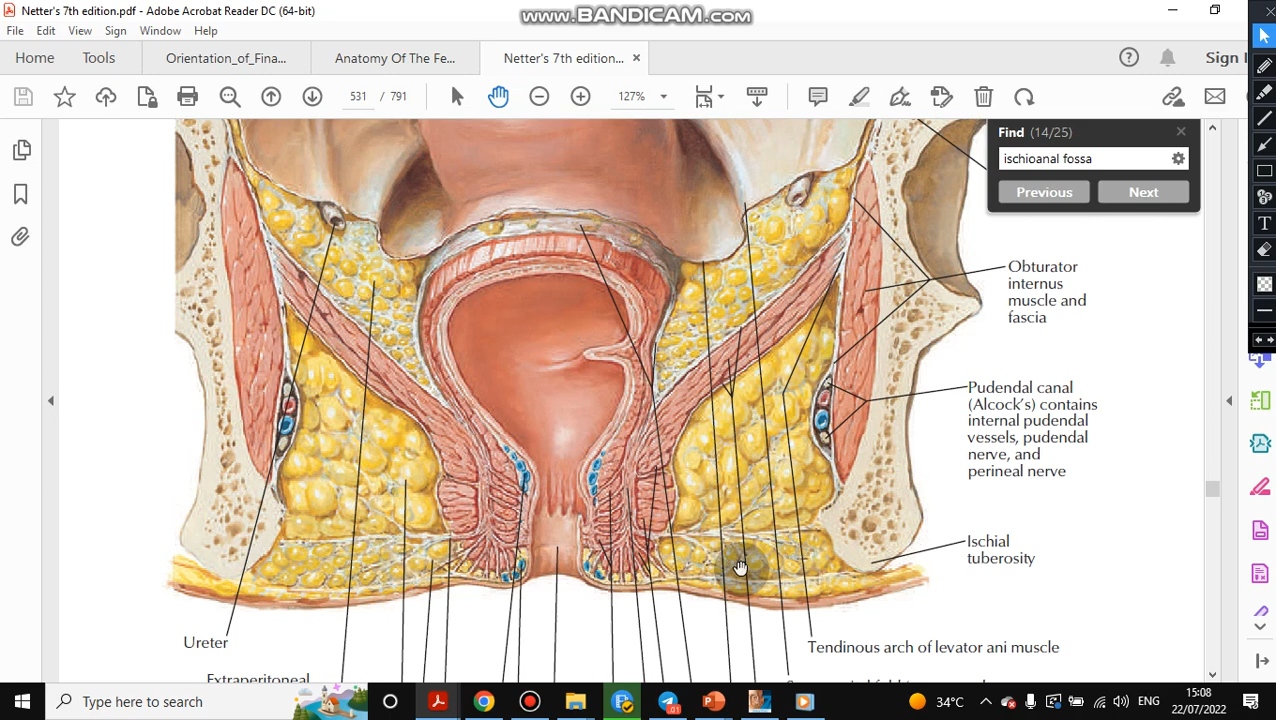 Netter's 7th edition.pdf - Adobe Acrobat Reader DC (64-bit)
www.BANDICAM.com
File Edit View Sign Window Help
Home Tools Orientation_of_Fina... Anatomy Of The Fe... Netter's 7th edition... Sign
531 / 791 127%
Find (14/25)
ischioanal fossa
Previous Next
Obturator
internus
muscle and
fascia
Pudendal canal
(Alcock's) contains
internal pudendal
vessels, pudendal
nerve, and
perineal nerve
Ischial
tuberosity
Ureter
Tendinous arch of levator ani muscle
Extraperitoneal
Type here to search
34°C ENG
15:08
22/07/2022